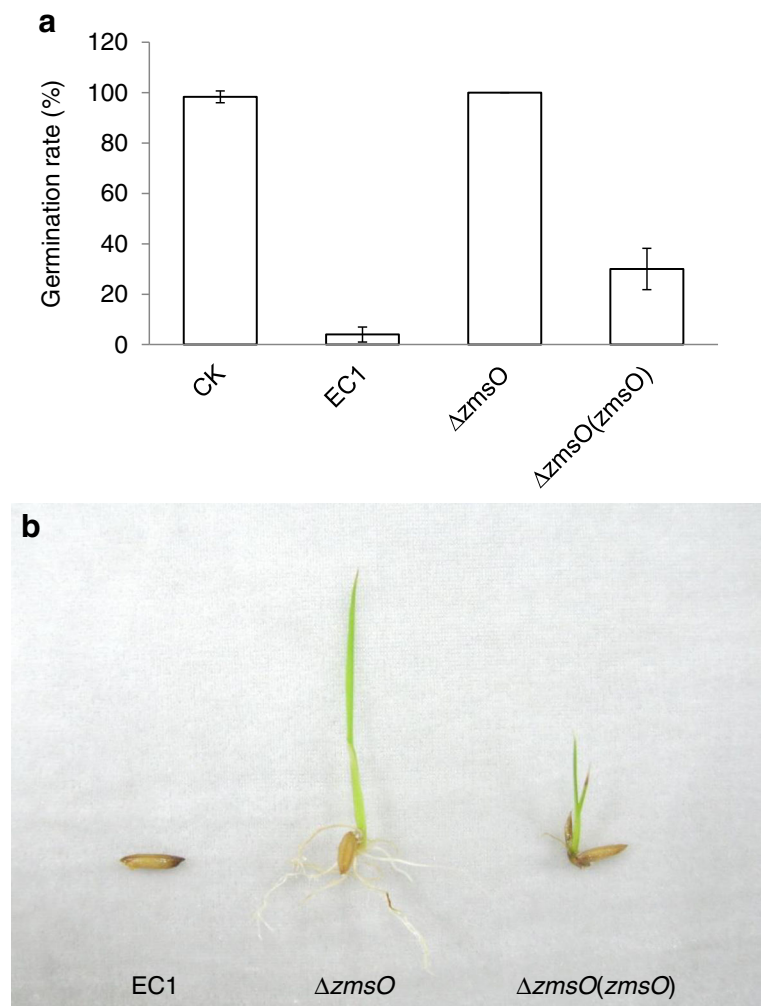 a
120
100
80
60
40
20
0
Germination rate (%)
CK
EC1
ΔzmsO
ΔzmsO(zmsO)
b
EC1
ΔzmsO
ΔzmsO(zmsO)